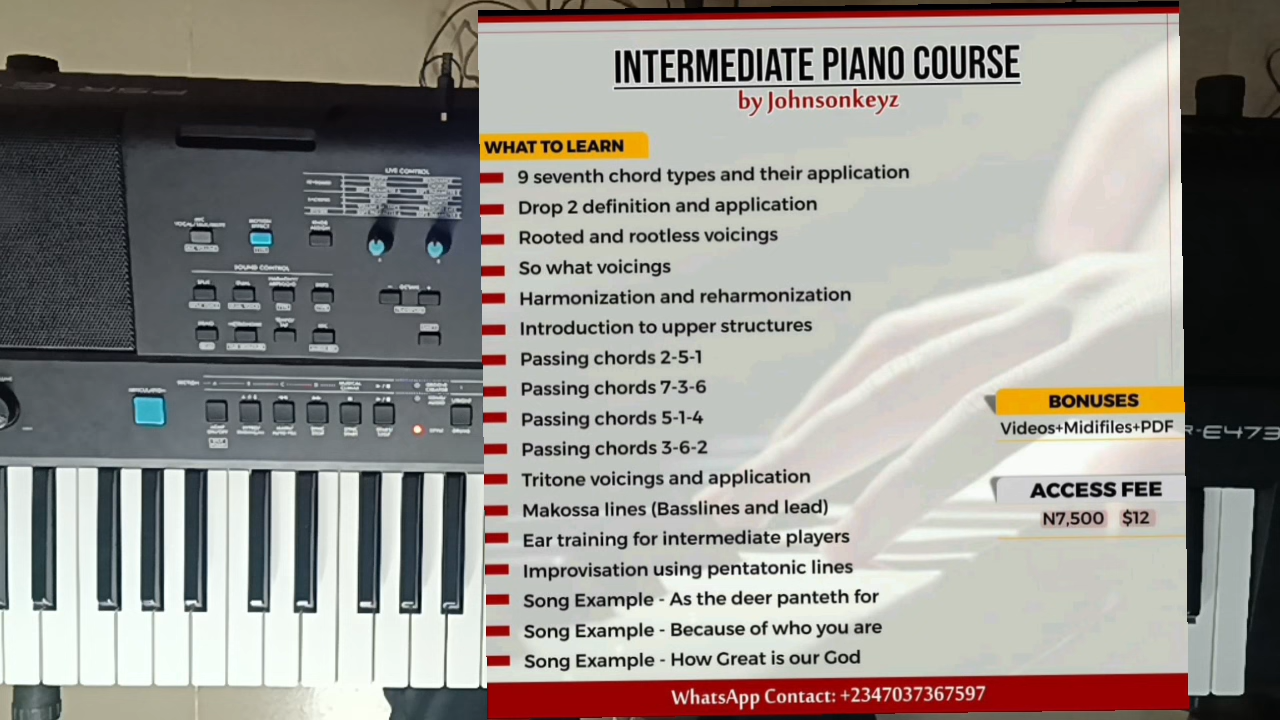 INTERMEDIATE PIANO COURSE
by Johnsonkeyz
WHAT TO LEARN
9 seventh chord types and their application
Drop 2 definition and application
Rooted and rootless voicings
So what voicings
Harmonization and reharmonization
Introduction to upper structures
Passing chords 2-5-1
Passing chords 7-3-6
Passing chords 5-1-4
Passing chords 3-6-2
Tritone voicings and application
Makossa lines (Basslines and lead)
Ear training for intermediate players
Improvisation using pentatonic lines
Song Example - As the deer panteth for
Song Example - Because of who you are
Song Example - How Great is our God
BONUSES
Videos+Midifiles+PDF
ACCESS FEE
N7,500 $12
WhatsApp Contact: +2347037367597
LIVE CONTROL
SOUND CONTROL
R-E473